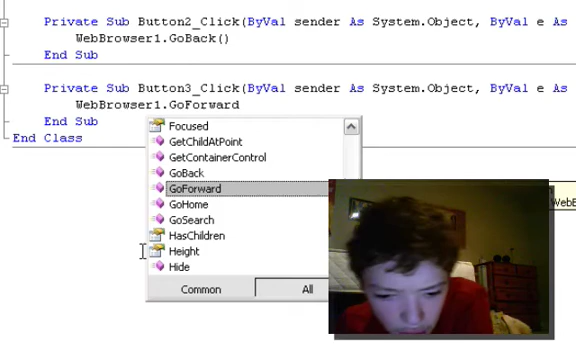 Private Sub Button2_Click(ByVal sender As System.Object, ByVal e As
WebBrowser1.GoBack()
End Sub
Private Sub Button3_Click(ByVal sender As System.Object, ByVal e As
WebBrowser1.GoForward
End Sub
End Class
Focused
GetChildAtPoint
GetContainerControl
GoBack
GoForward
GoHome
GoSearch
HasChildren
Height
Hide
Common
All